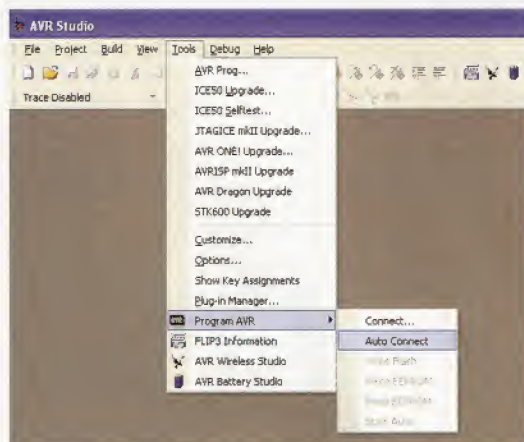 AVR Studio
File Project Build View Tools Debug Help
Trace Disabled
AVR Prog...
ICE50 Upgrade...
ICE50 Selftest...
JTAGICE mkII Upgrade...
AVR ONE! Upgrade...
AVRISP mkII Upgrade
AVR Dragon Upgrade
STK600 Upgrade
Customize...
Options...
Show Key Assignments
Plug-in Manager...
Program AVR
Connect...
FLIP3 Information
Auto Connect
AVR Wireless Studio
AVR Battery Studio